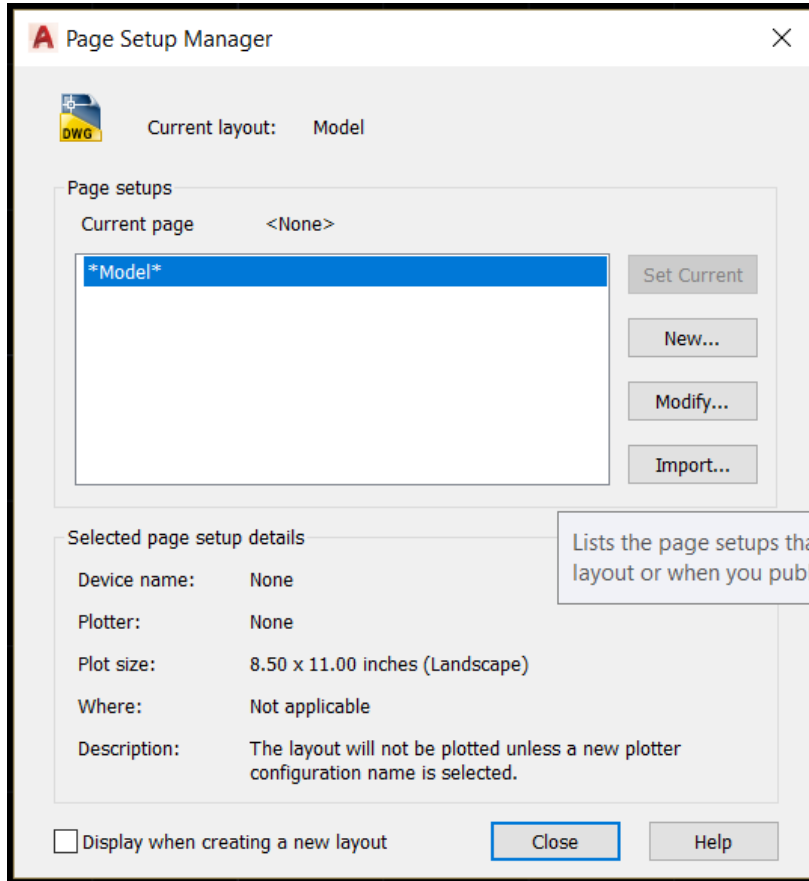 Page Setup Manager
DWG
Current layout: Model
Page setups
Current page <None>
*Model*
Set Current
New...
Modify...
Import...
Selected page setup details
Lists the page setups tha
layout or when you publ
Device name: None
Plotter: None
Plot size: 8.50 x 11.00 inches (Landscape)
Where: Not applicable
Description: The layout will not be plotted unless a new plotter
configuration name is selected.
Display when creating a new layout
Close
Help